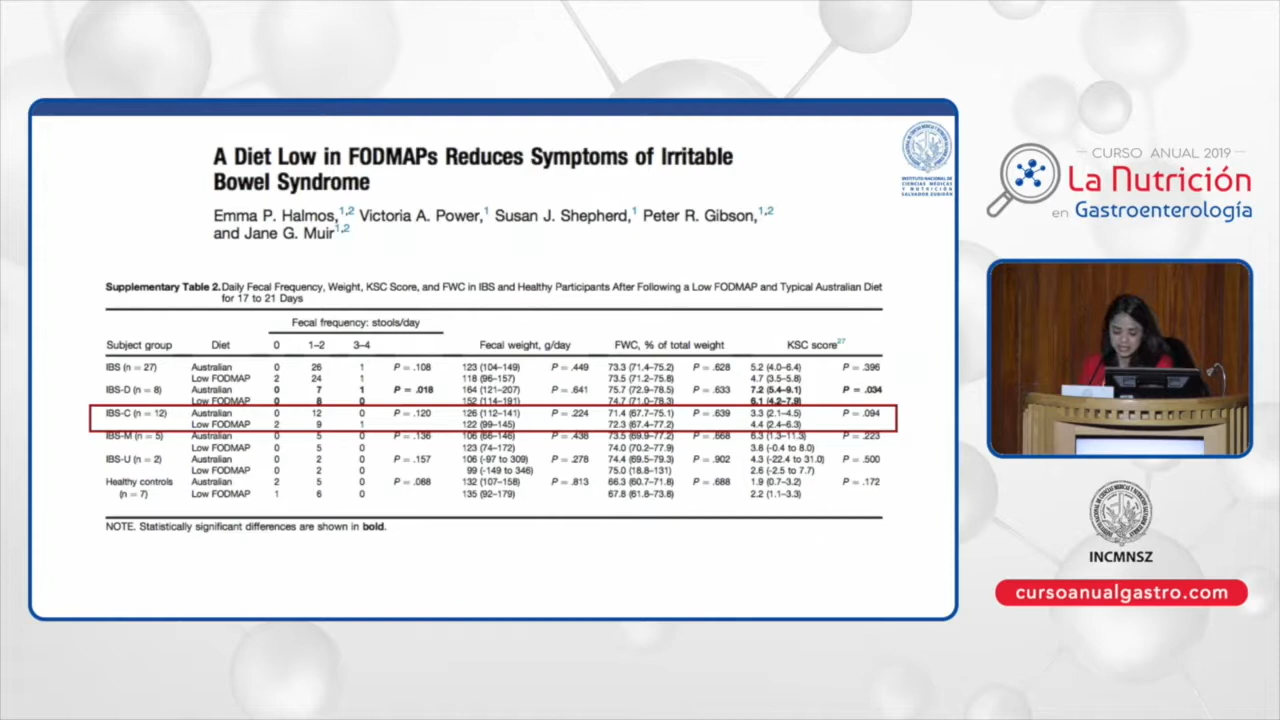 A Diet Low in FODMAPs Reduces Symptoms of Irritable
Bowel Syndrome
Emma P. Halmos,1,2 Victoria A. Power,1 Susan J. Shepherd,1 Peter R. Gibson,1,2
and Jane G. Muir1,2
INSTITUTO NACIONAL DE
CIENCIAS MÉDICAS
Y NUTRICIÓN
SALVADOR ZUBIRÁN
Supplementary Table 2. Daily Fecal Frequency, Weight, KSC Score, and FWC in IBS and Healthy Participants After Following a Low FODMAP and Typical Australian Diet
for 17 to 21 Days
Fecal frequency: stools/day
Subject group Diet 0 1–2 3–4 Fecal weight, g/day FWC, % of total weight KSC score27
IBS (n = 27) Australian 0 26 1 P = .108 123 (104–149) P = .449 73.3 (71.4–75.2) P = .628 5.2 (4.0–6.4) P = .396
Low FODMAP 2 24 1 118 (96–157) 73.5 (71.2–75.8) 4.7 (3.5–5.8)
IBS-D (n = 8) Australian 0 7 1 P = .018 164 (121–207) P = .641 75.7 (72.9–78.5) P = .633 7.2 (5.4–9.1) P = .034
Low FODMAP 0 8 0 152 (114–191) 74.7 (71.0–78.3) 6.1 (4.2–7.9)
IBS-C (n = 12) Australian 0 12 0 P = .120 126 (112–141) P = .224 71.4 (67.7–75.1) P = .639 3.3 (2.1–4.5) P = .094
Low FODMAP 2 9 1 122 (99–145) 72.3 (67.4–77.2) 4.4 (2.4–6.3)
IBS-M (n = 5) Australian 0 5 0 P = .136 106 (66–146) P = .436 73.5 (69.9–77.2) P = .668 6.3 (1.3–11.3) P = .223
Low FODMAP 0 5 0 123 (74–172) 74.0 (70.2–77.9) 3.8 (-0.4 to 8.0)
IBS-U (n = 2) Australian 0 2 0 P = .157 106 (-97 to 309) P = .278 74.4 (69.5–79.3) P = .902 4.3 (-22.4 to 31.0) P = .500
Low FODMAP 0 2 0 99 (-149 to 346) 75.0 (18.8–131) 2.6 (-2.5 to 7.7)
Healthy controls Australian 2 5 0 P = .088 132 (107–158) P = .813 66.3 (60.7–71.8) P = .688 1.9 (0.7–3.2) P = .172
(n = 7) Low FODMAP 1 6 0 135 (92–179) 67.8 (61.8–73.8) 2.2 (1.1–3.3)
NOTE. Statistically significant differences are shown in bold.
CURSO ANUAL 2019
La Nutrición
en Gastroenterología
INCMNSZ
cursoanualgastro.com